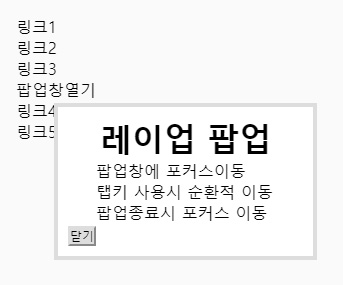 링크1
링크2
링크3
팝업창열기
링크4
링크5
레이업 팝업
팝업창에 포커스이동
탭키 사용시 순환적 이동
팝업종료시 포커스 이동
닫기